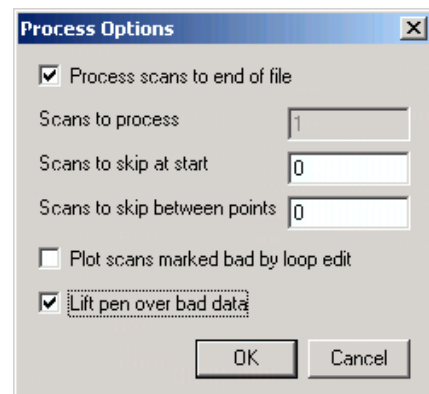 Process Options
Process scans to end of file
Scans to process 1
Scans to skip at start 0
Scans to skip between points 0
Plot scans marked bad by loop edit
Lift pen over bad data
OK Cancel